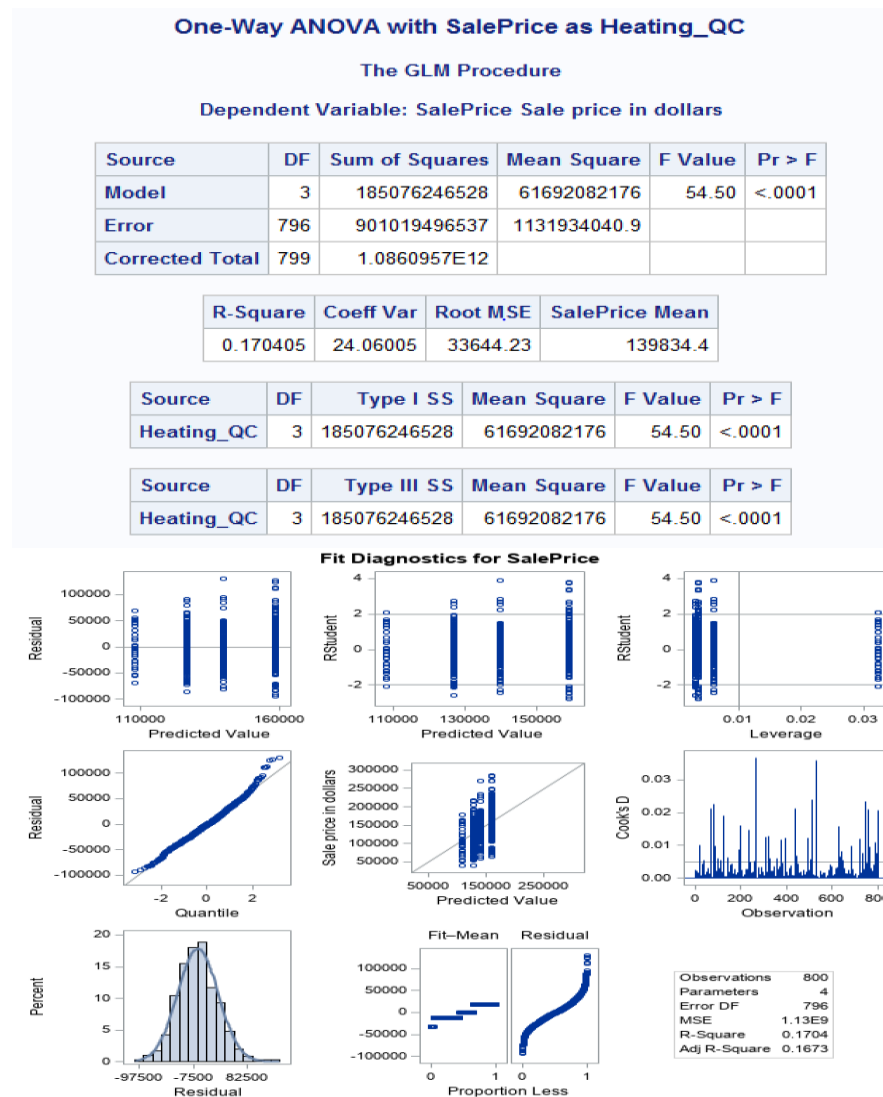 One-Way ANOVA with SalePrice as Heating_QC
The GLM Procedure
Dependent Variable: SalePrice Sale price in dollars
Source DF Sum of Squares Mean Square F Value Pr > F
Model 3 185076246528 61692082176 54.50 <.0001
Error 796 901019496537 1131934040.9
Corrected Total 799 1.0860957E12
R-Square Coeff Var Root MSE SalePrice Mean
0.170405 24.06005 33644.23 139834.4
Source DF Type I SS Mean Square F Value Pr > F
Heating_QC 3 185076246528 61692082176 54.50 <.0001
Source DF Type III SS Mean Square F Value Pr > F
Heating_QC 3 185076246528 61692082176 54.50 <.0001
Fit Diagnostics for SalePrice
Residual
100000
50000
0
-50000
-100000
110000 160000
Predicted Value
RStudent
4
2
0
-2
110000 130000 150000
Predicted Value
RStudent
4
2
0
-2
0.01 0.02 0.03
Leverage
Residual
100000
50000
0
-50000
-100000
-2 0 2
Quantile
Sale price in dollars
300000
250000
200000
150000
100000
50000
50000 150000 250000
Predicted Value
Cook's D
0.03
0.02
0.01
0.00
0 200 400 600 800
Observation
Percent
20
15
10
5
0
-97500 -7500 82500
Residual
Fit–Mean Residual
100000
50000
0
-50000
-100000
0 1 0 1
Proportion Less
Observations 800
Parameters 4
Error DF 796
MSE 1.13E9
R-Square 0.1704
Adj R-Square 0.1673